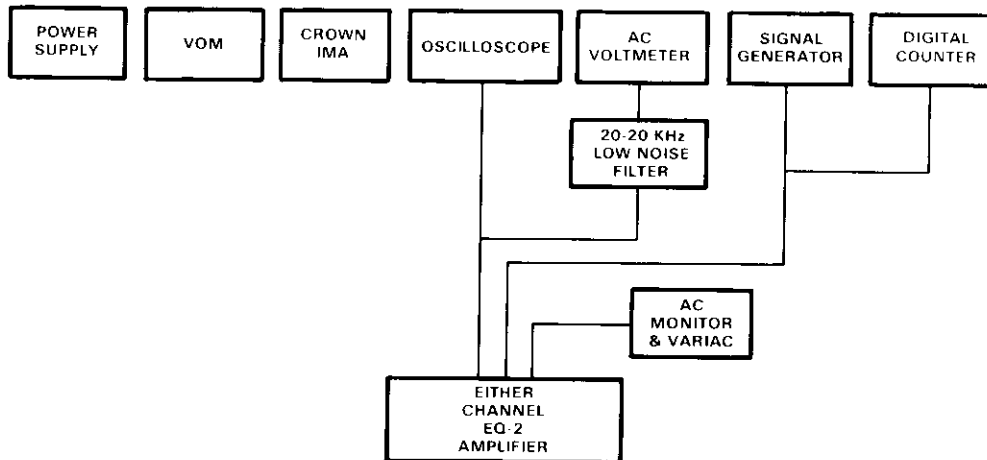 POWER
SUPPLY
VOM
CROWN
IMA
OSCILLOSCOPE
AC
VOLTMETER
SIGNAL
GENERATOR
DIGITAL
COUNTER
20-20 KHz
LOW NOISE
FILTER
AC
MONITOR
& VARIAC
EITHER
CHANNEL
EQ-2
AMPLIFIER